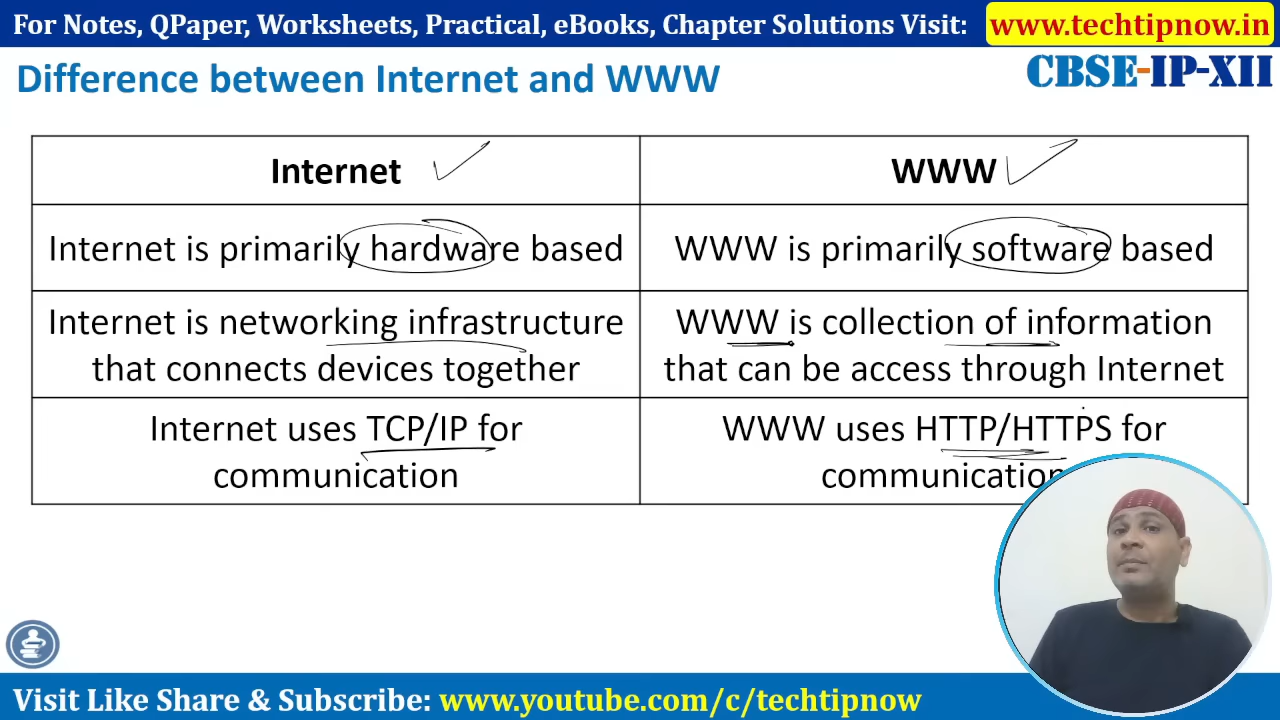 For Notes, QPaper, Worksheets, Practical, eBooks, Chapter Solutions Visit: www.techtipnow.in
Difference between Internet and WWW
CBSE-IP-XII
Internet
WWW
Internet is primarily hardware based
WWW is primarily software based
Internet is networking infrastructure
that connects devices together
WWW is collection of information
that can be access through Internet
Internet uses TCP/IP for
communication
WWW uses HTTP/HTTPS for
communication
Visit Like Share & Subscribe: www.youtube.com/c/techtipnow